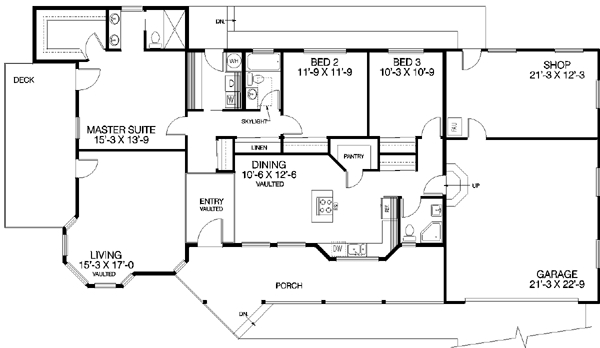 DN.
DECK
MASTER SUITE
15'-3 X 13'-9
W/H
SKYLIGHT
LINEN
BED 2
11'-9 X 11'-9
BED 3
10'-3 X 10'-9
SHOP
21'-3 X 12'-3
DINING
10'-6 X 12'-6
VAULTED
PANTRY
ENTRY
VAULTED
REF.
UP
LIVING
15'-3 X 17'-0
VAULTED
DW
PORCH
DN.
GARAGE
21'-3 X 22'-9